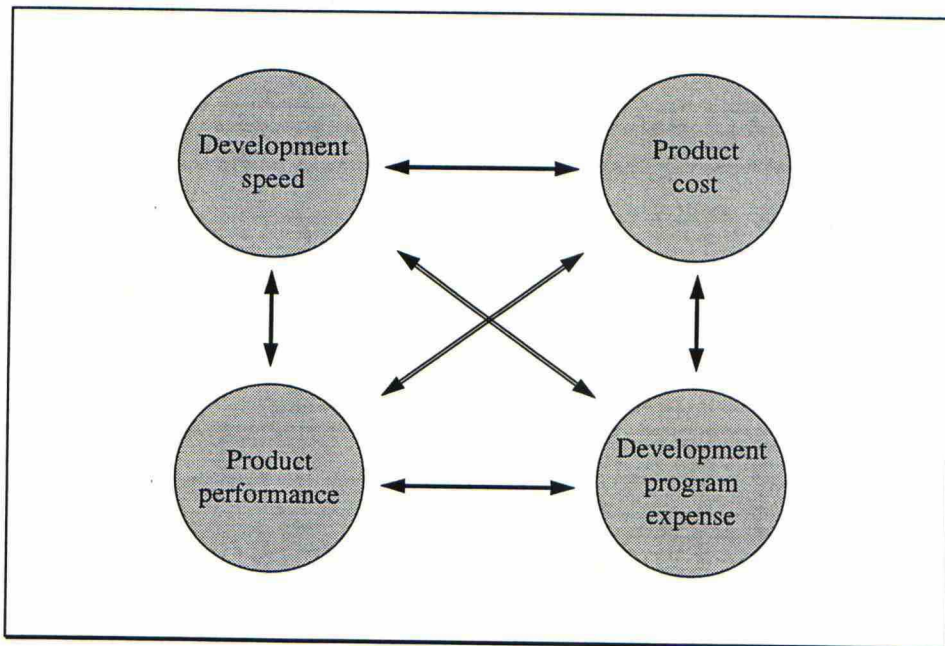 Development
speed
Product
cost
Product
performance
Development
program
expense